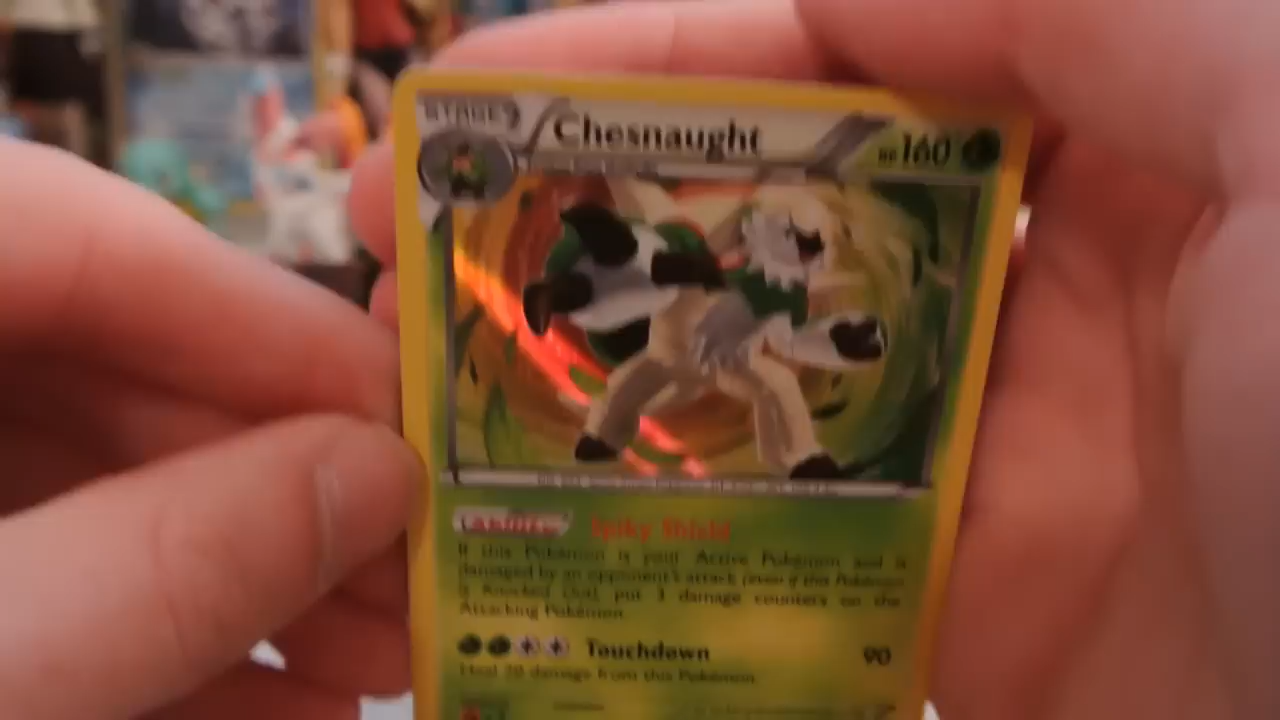 STAGE 2 Chesnaught HP 160
Ability Spiky Shield
If this Pokémon is your Active Pokémon and is
damaged by an opponent's attack (even if this Pokémon
is Knocked Out), put 3 damage counters on the
Attacking Pokémon.
Touchdown 90
Heal 20 damage from this Pokémon.